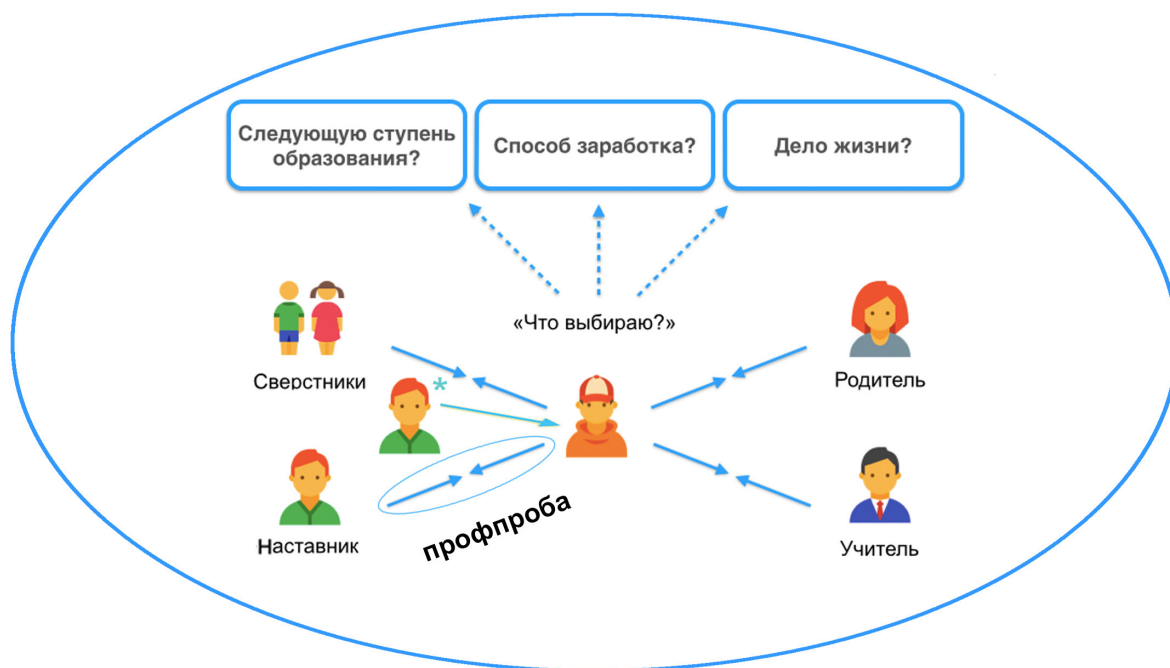 Следующую ступень
образования?
Способ заработка?
Дело жизни?
«Что выбираю?»
Сверстники
*
Родитель
Наставник
профпроба
Учитель